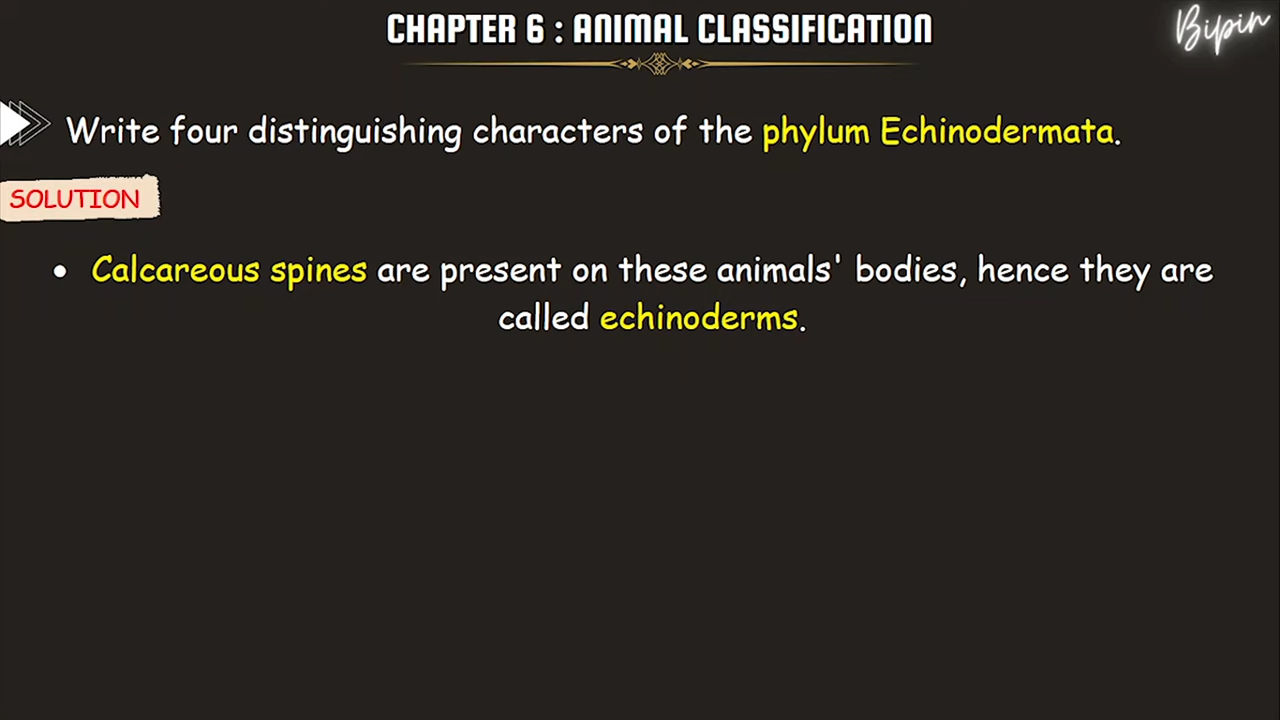 CHAPTER 6 : ANIMAL CLASSIFICATION
Bipin
Write four distinguishing characters of the phylum Echinodermata.
SOLUTION
• Calcareous spines are present on these animals' bodies, hence they are
called echinoderms.